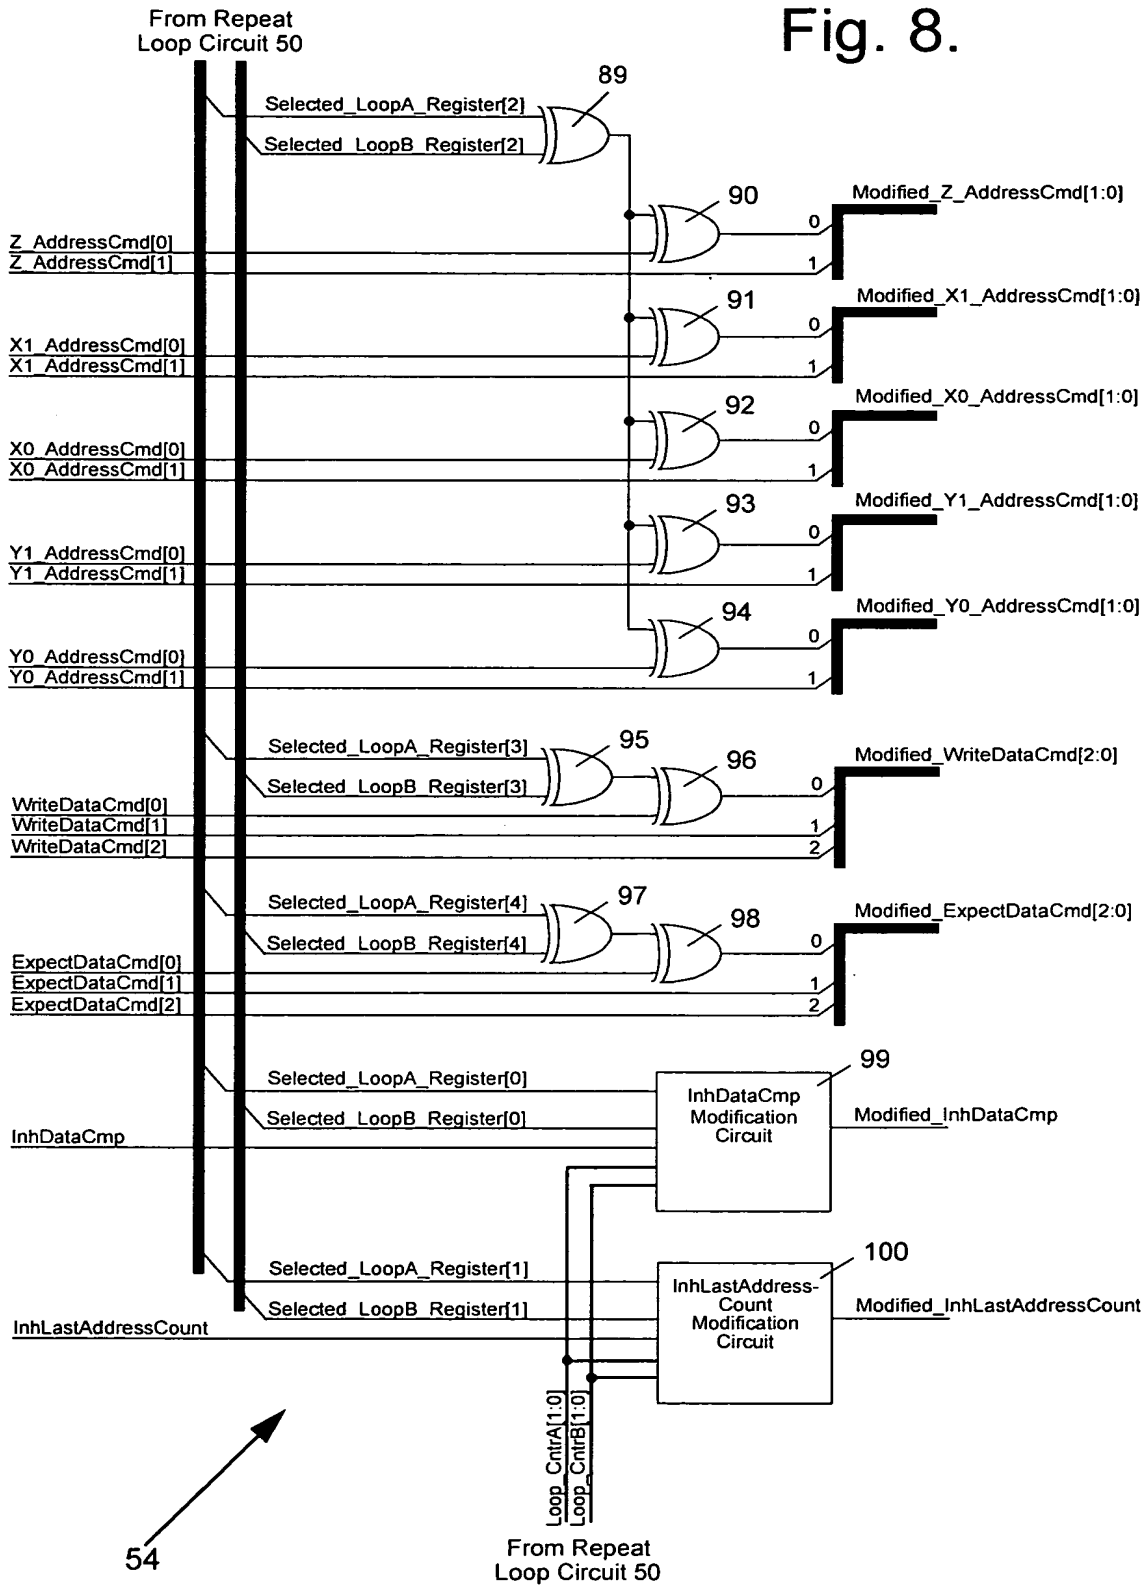 From Repeat
Loop Circuit 50
Fig. 8.
89
Selected_LoopA_Register[2]
Selected_LoopB_Register[2]
90
Modified_Z_AddressCmd[1:0]
0
Z_AddressCmd[0]
Z_AddressCmd[1]
1
91
Modified_X1_AddressCmd[1:0]
0
X1_AddressCmd[0]
X1_AddressCmd[1]
1
92
Modified_X0_AddressCmd[1:0]
0
X0_AddressCmd[0]
X0_AddressCmd[1]
1
93
Modified_Y1_AddressCmd[1:0]
0
Y1_AddressCmd[0]
Y1_AddressCmd[1]
1
94
Modified_Y0_AddressCmd[1:0]
0
Y0_AddressCmd[0]
Y0_AddressCmd[1]
1
Selected_LoopA_Register[3]
95
96
Modified_WriteDataCmd[2:0]
Selected_LoopB_Register[3]
0
WriteDataCmd[0]
WriteDataCmd[1]
1
WriteDataCmd[2]
2
Selected_LoopA_Register[4]
97
98
Modified_ExpectDataCmd[2:0]
Selected_LoopB_Register[4]
0
ExpectDataCmd[0]
ExpectDataCmd[1]
1
ExpectDataCmd[2]
2
99
Selected_LoopA_Register[0]
Selected_LoopB_Register[0]
InhDataCmp
InhDataCmp
Modification
Circuit
Modified_InhDataCmp
100
Selected_LoopA_Register[1]
Selected_LoopB_Register[1]
InhLastAddressCount
InhLastAddress-
Count
Modification
Circuit
Modified_InhLastAddressCount
Loop_CntrA[1:0]
Loop_CntrB[1:0]
54
From Repeat
Loop Circuit 50